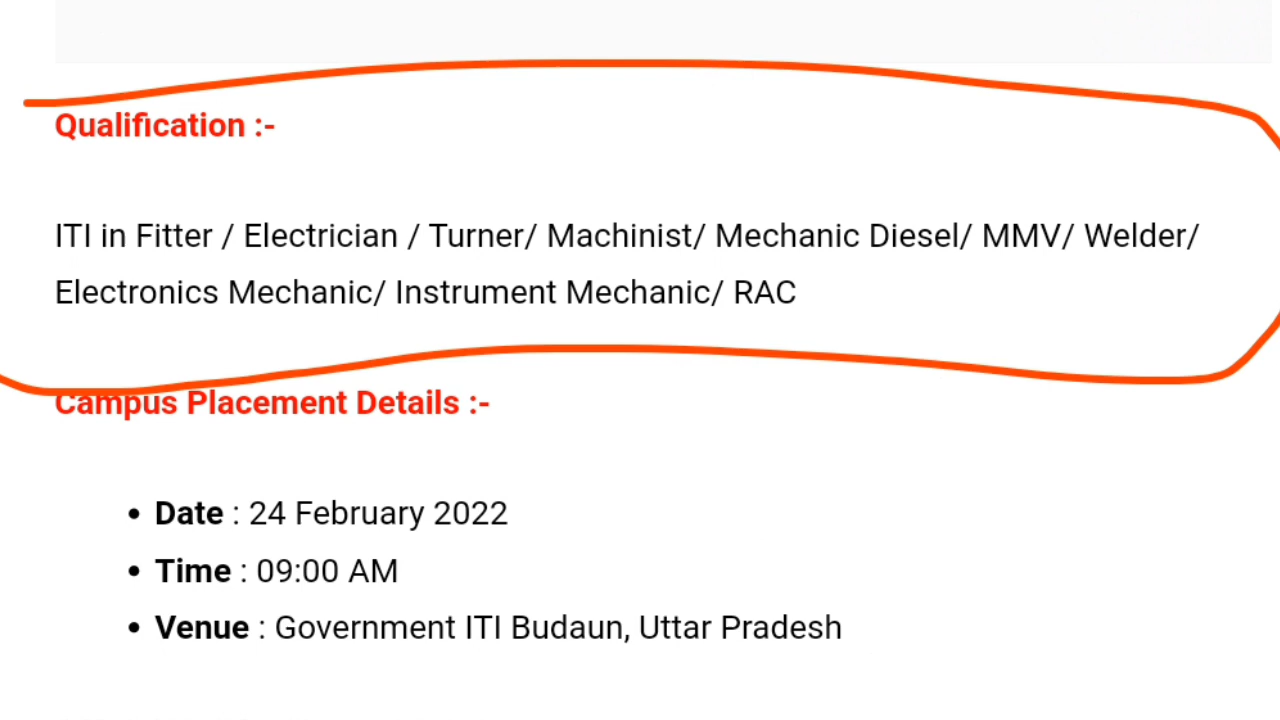 Qualification :-
ITI in Fitter / Electrician / Turner/ Machinist/ Mechanic Diesel/ MMV/ Welder/
Electronics Mechanic/ Instrument Mechanic/ RAC
Campus Placement Details :-
• Date : 24 February 2022
• Time : 09:00 AM
• Venue : Government ITI Budaun, Uttar Pradesh